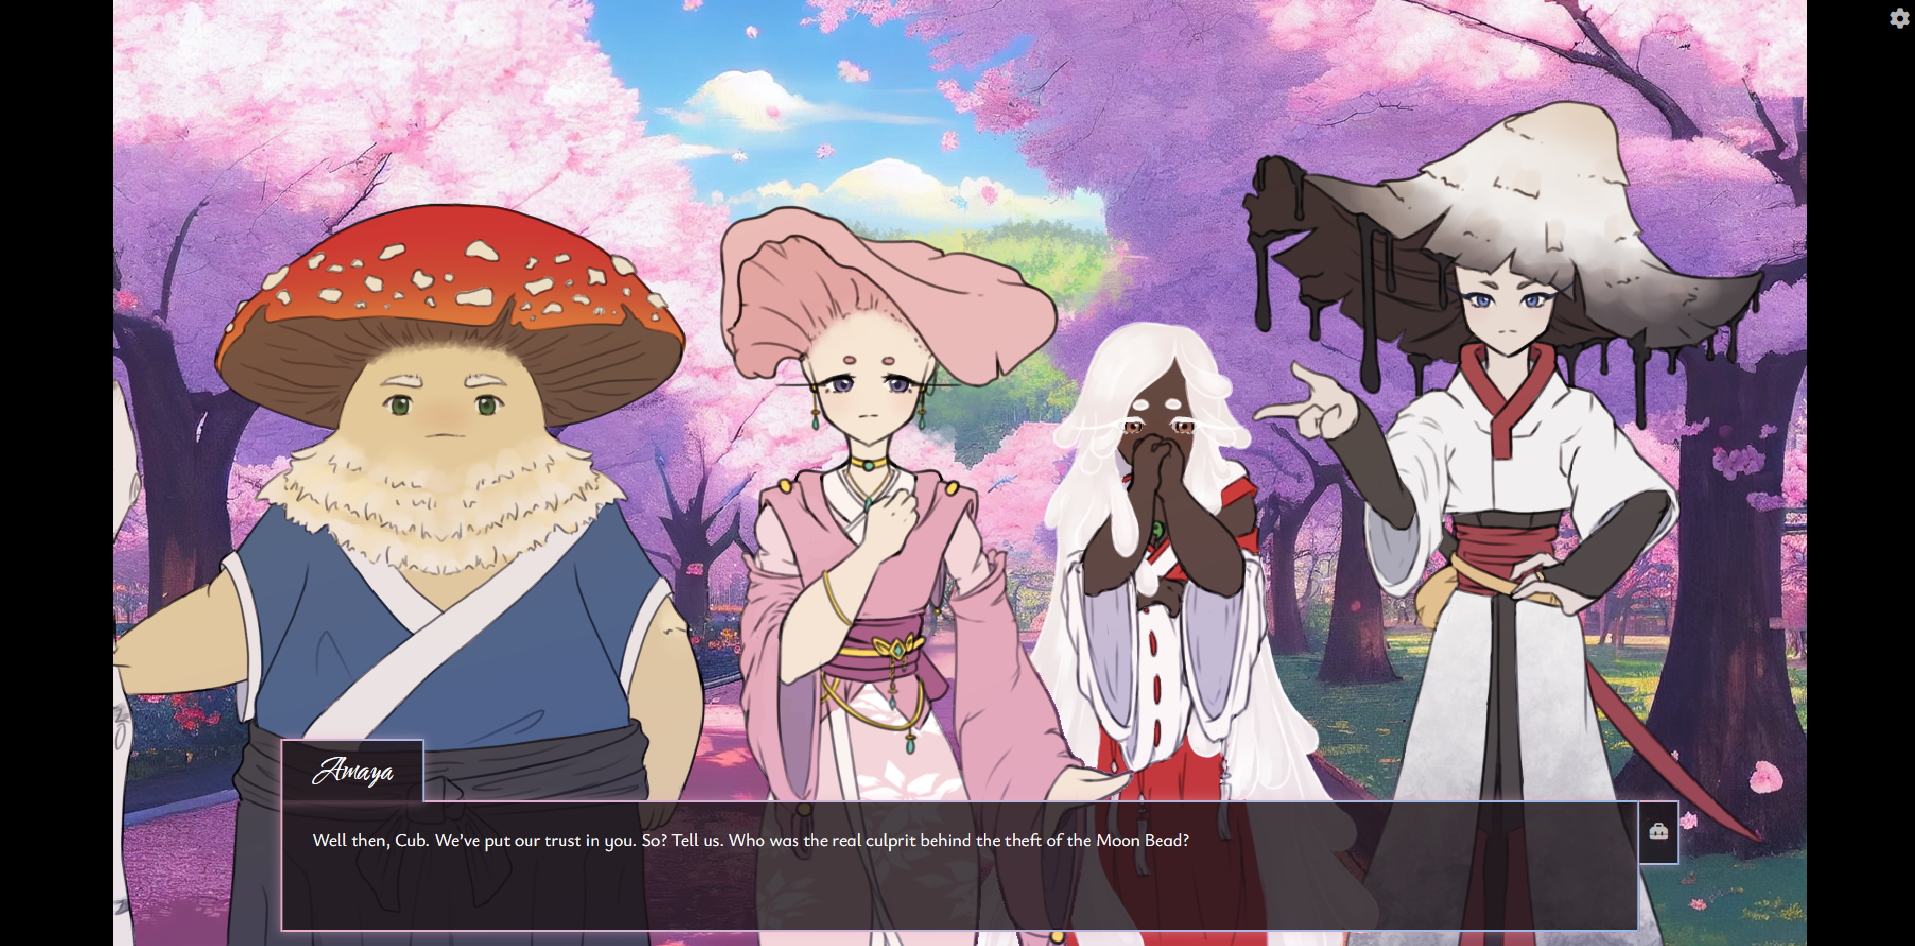 Amaya
Well then, Cub. We've put our trust in you. So? Tell us. Who was the real culprit behind the theft of the Moon Bead?